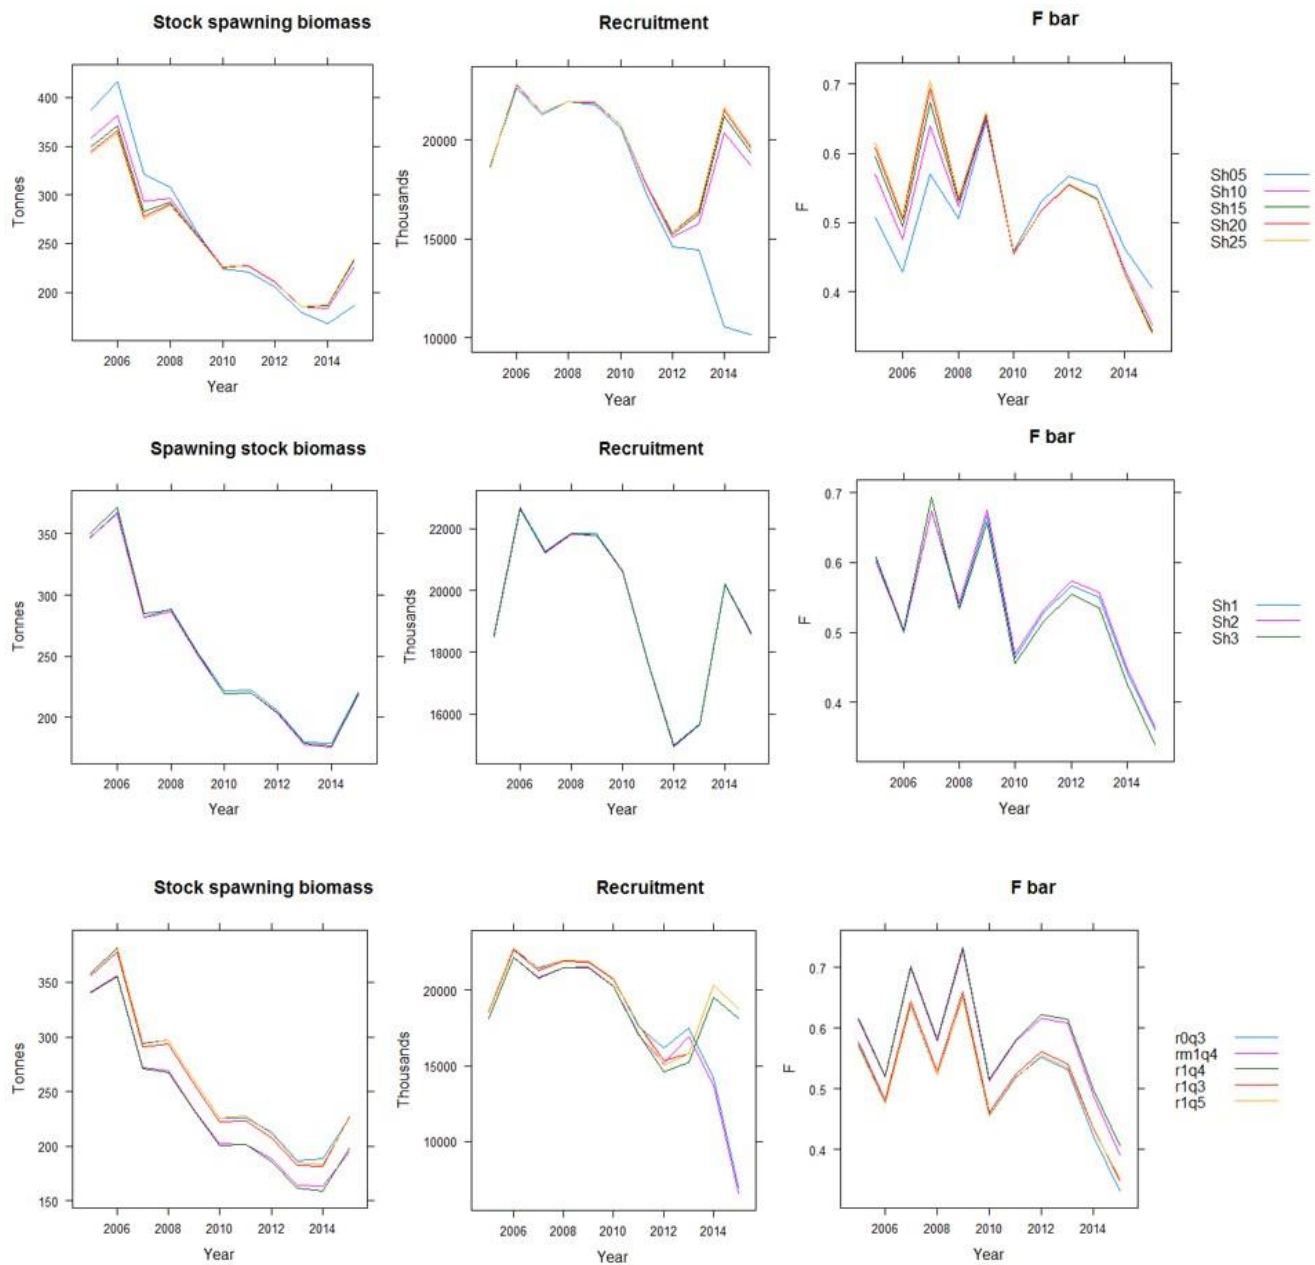 Stock spawning biomass
Recruitment
F bar
400
350
300
250
200
Tonnes
2006 2008 2010 2012 2014
Year
20000
15000
10000
Thousands
2006 2008 2010 2012 2014
Year
0.7
0.6
0.5
0.4
F
2006 2008 2010 2012 2014
Year
Sh05
Sh10
Sh15
Sh20
Sh25
Spawning stock biomass
Recruitment
F bar
350
300
250
200
Tonnes
2006 2008 2010 2012 2014
Year
22000
20000
18000
16000
Thousands
2006 2008 2010 2012 2014
Year
0.7
0.6
0.5
0.4
F
2006 2008 2010 2012 2014
Year
Sh1
Sh2
Sh3
Stock spawning biomass
Recruitment
F bar
350
300
250
200
150
Tonnes
2006 2008 2010 2012 2014
Year
20000
15000
10000
Thousands
2006 2008 2010 2012 2014
Year
0.7
0.6
0.5
0.4
F
2006 2008 2010 2012 2014
Year
r0q3
rm1q4
r1q4
r1q3
r1q5